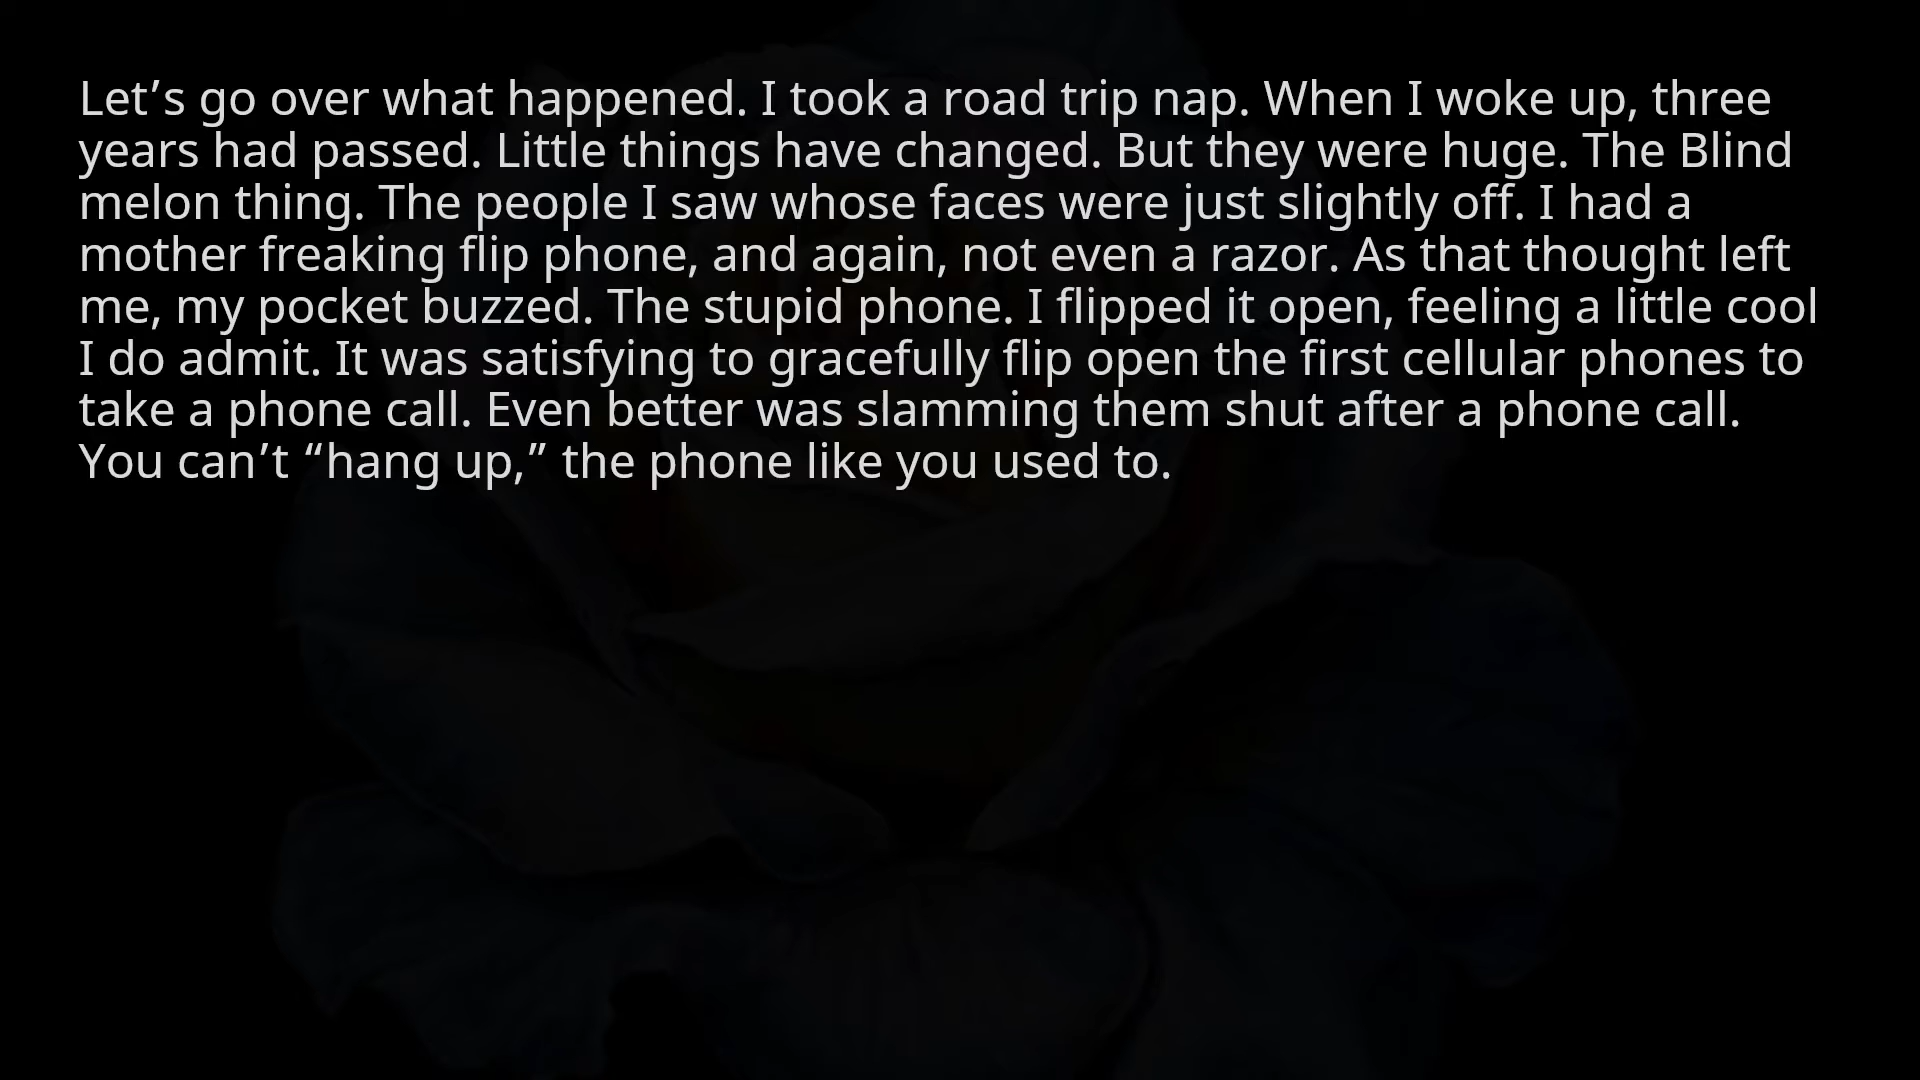 Let’s go over what happened. I took a road trip nap. When I woke up, three
years had passed. Little things have changed. But they were huge. The Blind
melon thing. The people I saw whose faces were just slightly off. I had a
mother freaking flip phone, and again, not even a razor. As that thought left
me, my pocket buzzed. The stupid phone. I flipped it open, feeling a little cool
I do admit. It was satisfying to gracefully flip open the first cellular phones to
take a phone call. Even better was slamming them shut after a phone call.
You can’t “hang up,” the phone like you used to.